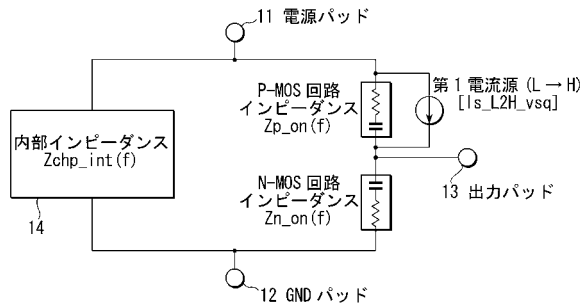 11 電源パッド
P-MOS 回路
インピーダンス
Zp_on(f)
第1電流源 (L → H)
[Is_L2H_vsq]
内部インピーダンス
Zchp_int(f)
14
N-MOS 回路
インピーダンス
Zn_on(f)
13 出力パッド
12 GND パッド